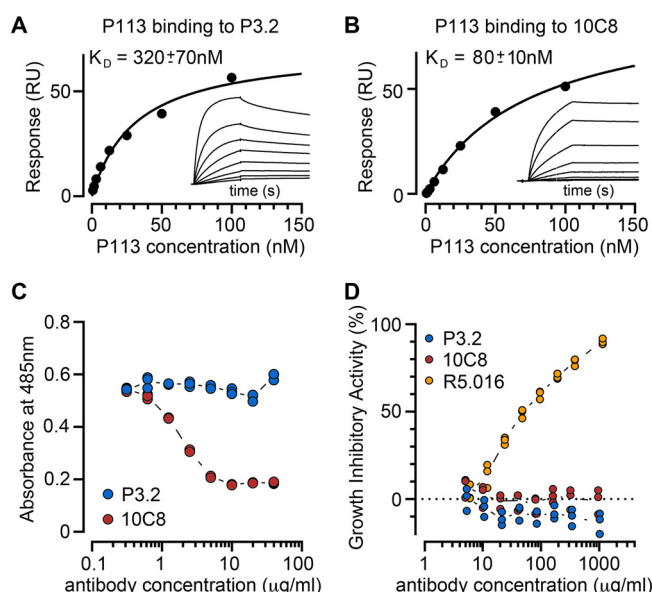 A
P113 binding to P3.2
K_D = 320±70nM
Response (RU)
50
0
time (s)
0 50 100 150
P113 concentration (nM)
B
P113 binding to 10C8
K_D = 80±10nM
Response (RU)
50
0
time (s)
0 50 100 150
P113 concentration (nM)
C
Absorbance at 485nm
0.8
0.6
0.4
0.2
0
P3.2
10C8
0.1 1 10 100
antibody concentration (μg/ml)
D
Growth Inhibitory Activity (%)
100
50
0
P3.2
10C8
R5.016
1 10 100 1000
antibody concentration (μg/ml)